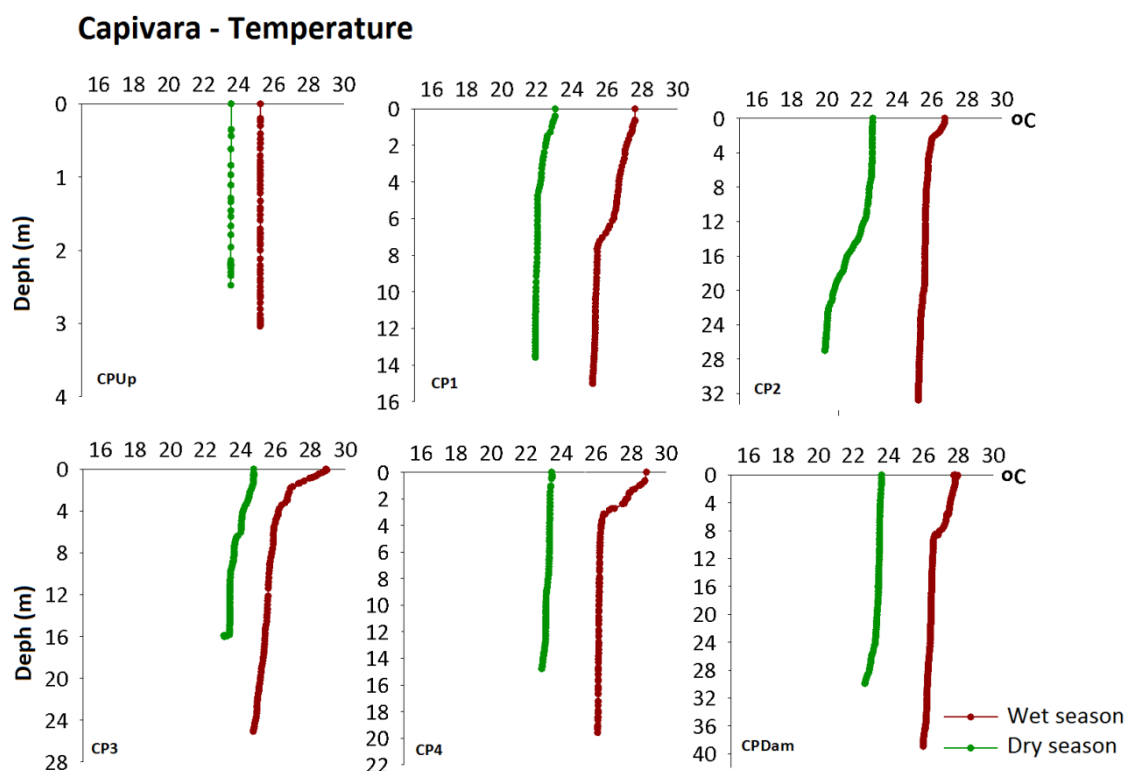 Capivara - Temperature
16 18 20 22 24 26 28 30
0
1
2
3
4
Deph (m)
CPUp
16 18 20 22 24 26 28 30
0
2
4
6
8
10
12
14
16
CP1
16 18 20 22 24 26 28 30
oC
0
4
8
12
16
20
24
28
32
CP2
16 18 20 22 24 26 28 30
0
4
8
12
16
20
24
28
Deph (m)
CP3
16 18 20 22 24 26 28 30
0
2
4
6
8
10
12
14
16
18
20
22
CP4
16 18 20 22 24 26 28 30
oC
0
4
8
12
16
20
24
28
32
36
40
CPDam
Wet season
Dry season